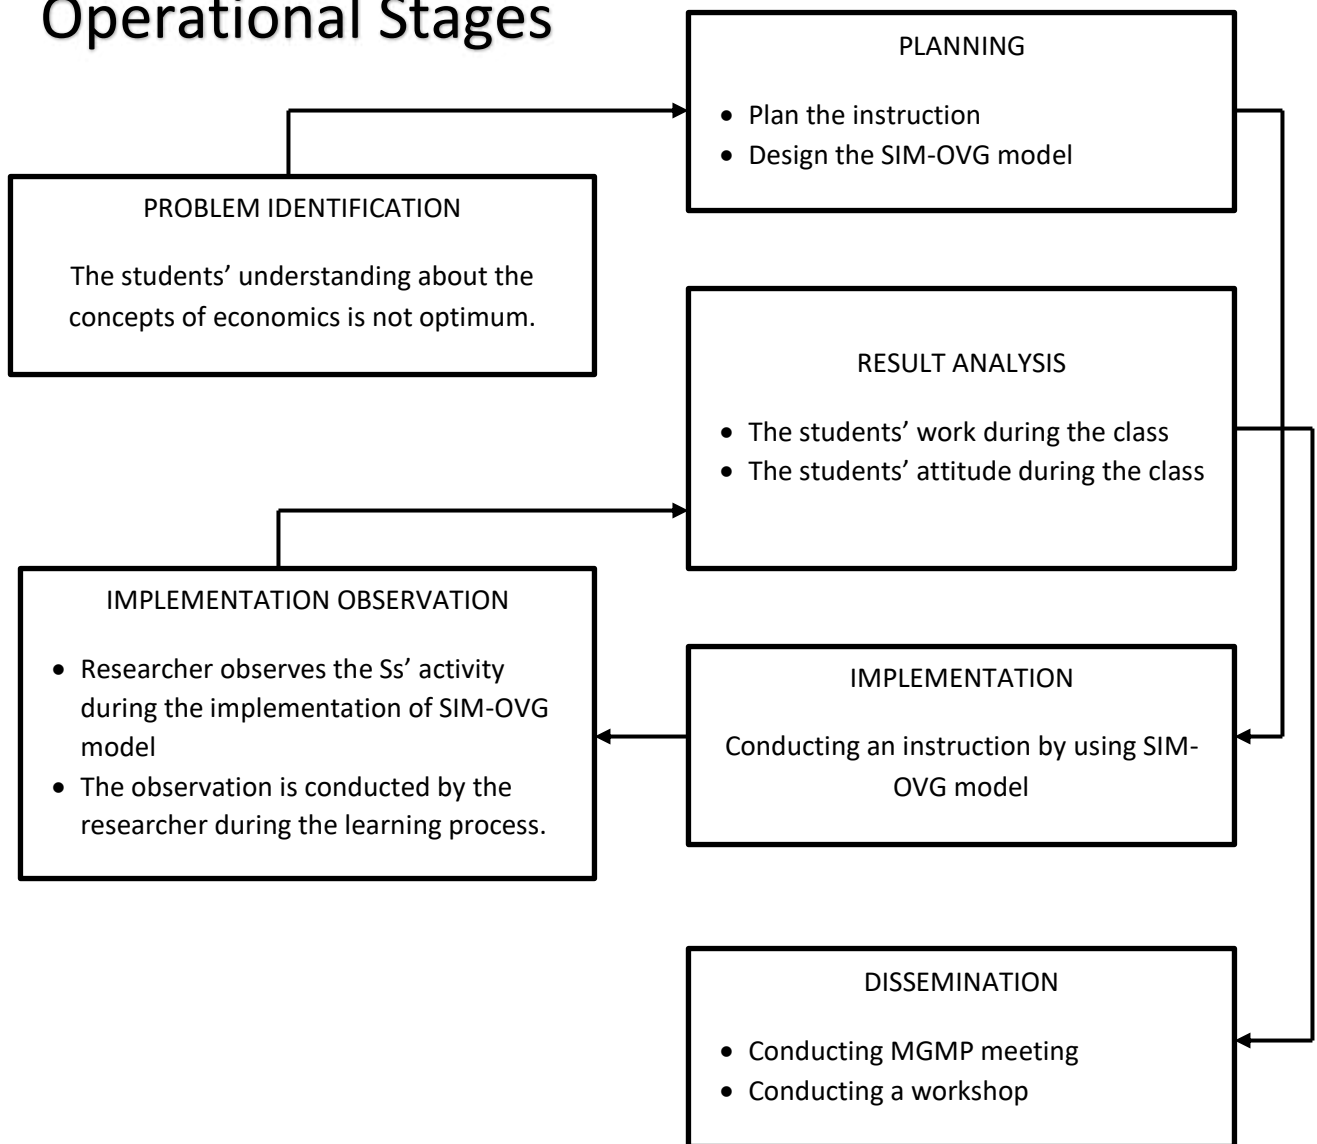 Operational Stages
PLANNING
• Plan the instruction
• Design the SIM-OVG model
PROBLEM IDENTIFICATION
The students’ understanding about the
concepts of economics is not optimum.
RESULT ANALYSIS
• The students’ work during the class
• The students’ attitude during the class
IMPLEMENTATION OBSERVATION
• Researcher observes the Ss’ activity
during the implementation of SIM-OVG
model
• The observation is conducted by the
researcher during the learning process.
IMPLEMENTATION
Conducting an instruction by using SIM-
OVG model
DISSEMINATION
• Conducting MGMP meeting
• Conducting a workshop